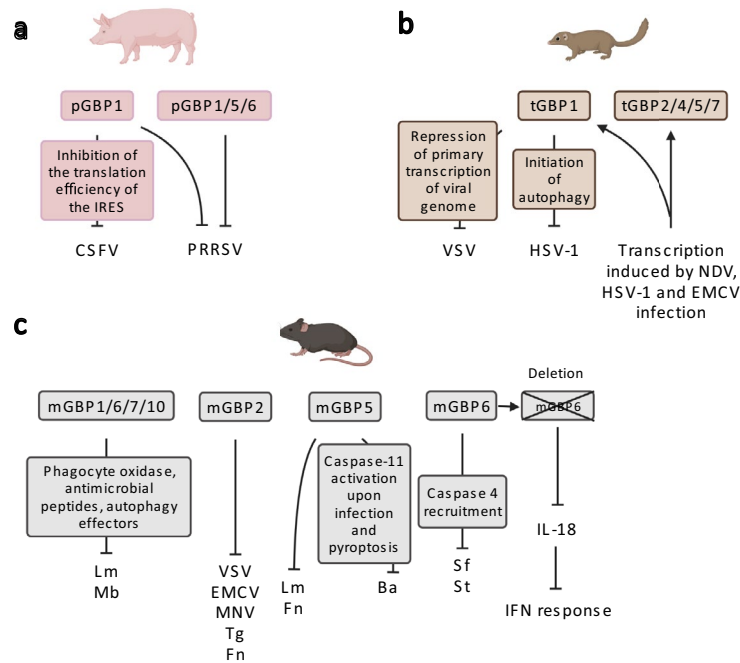 a
pGBP1
pGBP1/5/6
Inhibition of
the translation
efficiency of
the IRES
CSFV
PRRSV
b
tGBP1
tGBP2/4/5/7
Repression
of primary
transcription
of viral
genome
Initiation
of
autophagy
VSV
HSV-1
Transcription
induced by NDV,
HSV-1 and EMCV
infection
c
Deletion
mGBP1/6/7/10
mGBP2
mGBP5
mGBP6
mGBP6
Phagocyte oxidase,
antimicrobial
peptides, autophagy
effectors
Caspase-11
activation
upon
infection
and
pyroptosis
Caspase 4
recruitment
Lm
Mb
VSV
EMCV
MNV
Tg
Fn
Lm
Fn
Ba
Sf
St
IL-18
IFN response